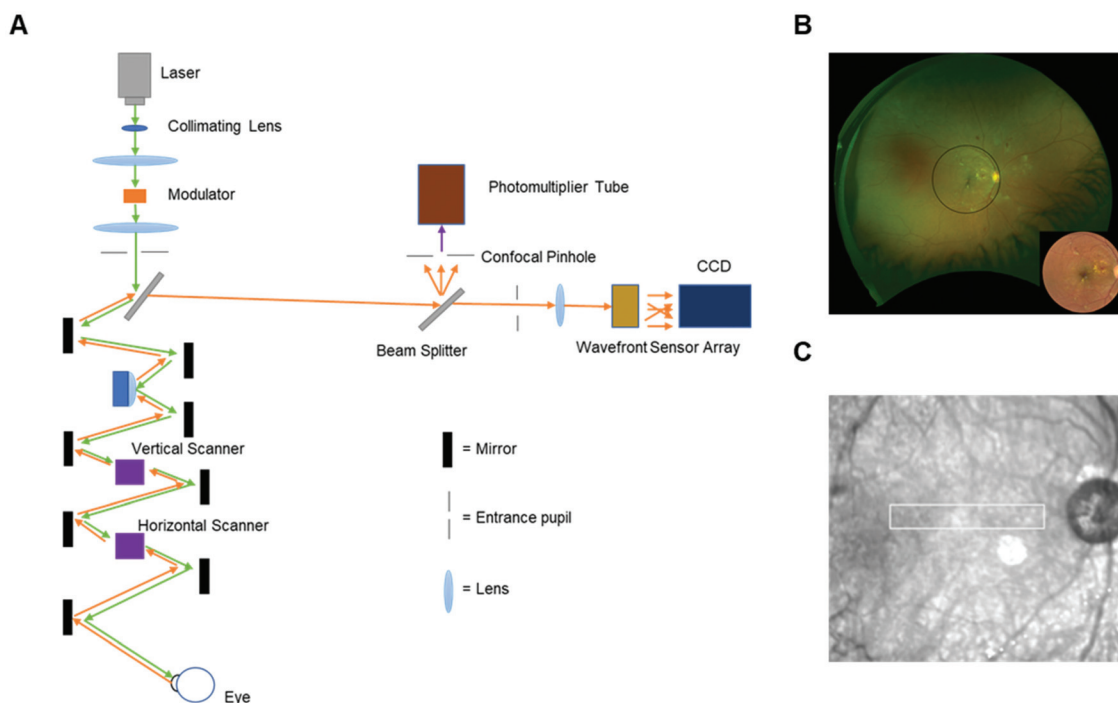 A
B
Laser
Collimating Lens
Modulator
Photomultiplier Tube
Confocal Pinhole
CCD
Beam Splitter
Wavefront Sensor Array
C
Vertical Scanner
= Mirror
Horizontal Scanner
= Entrance pupil
= Lens
Eye